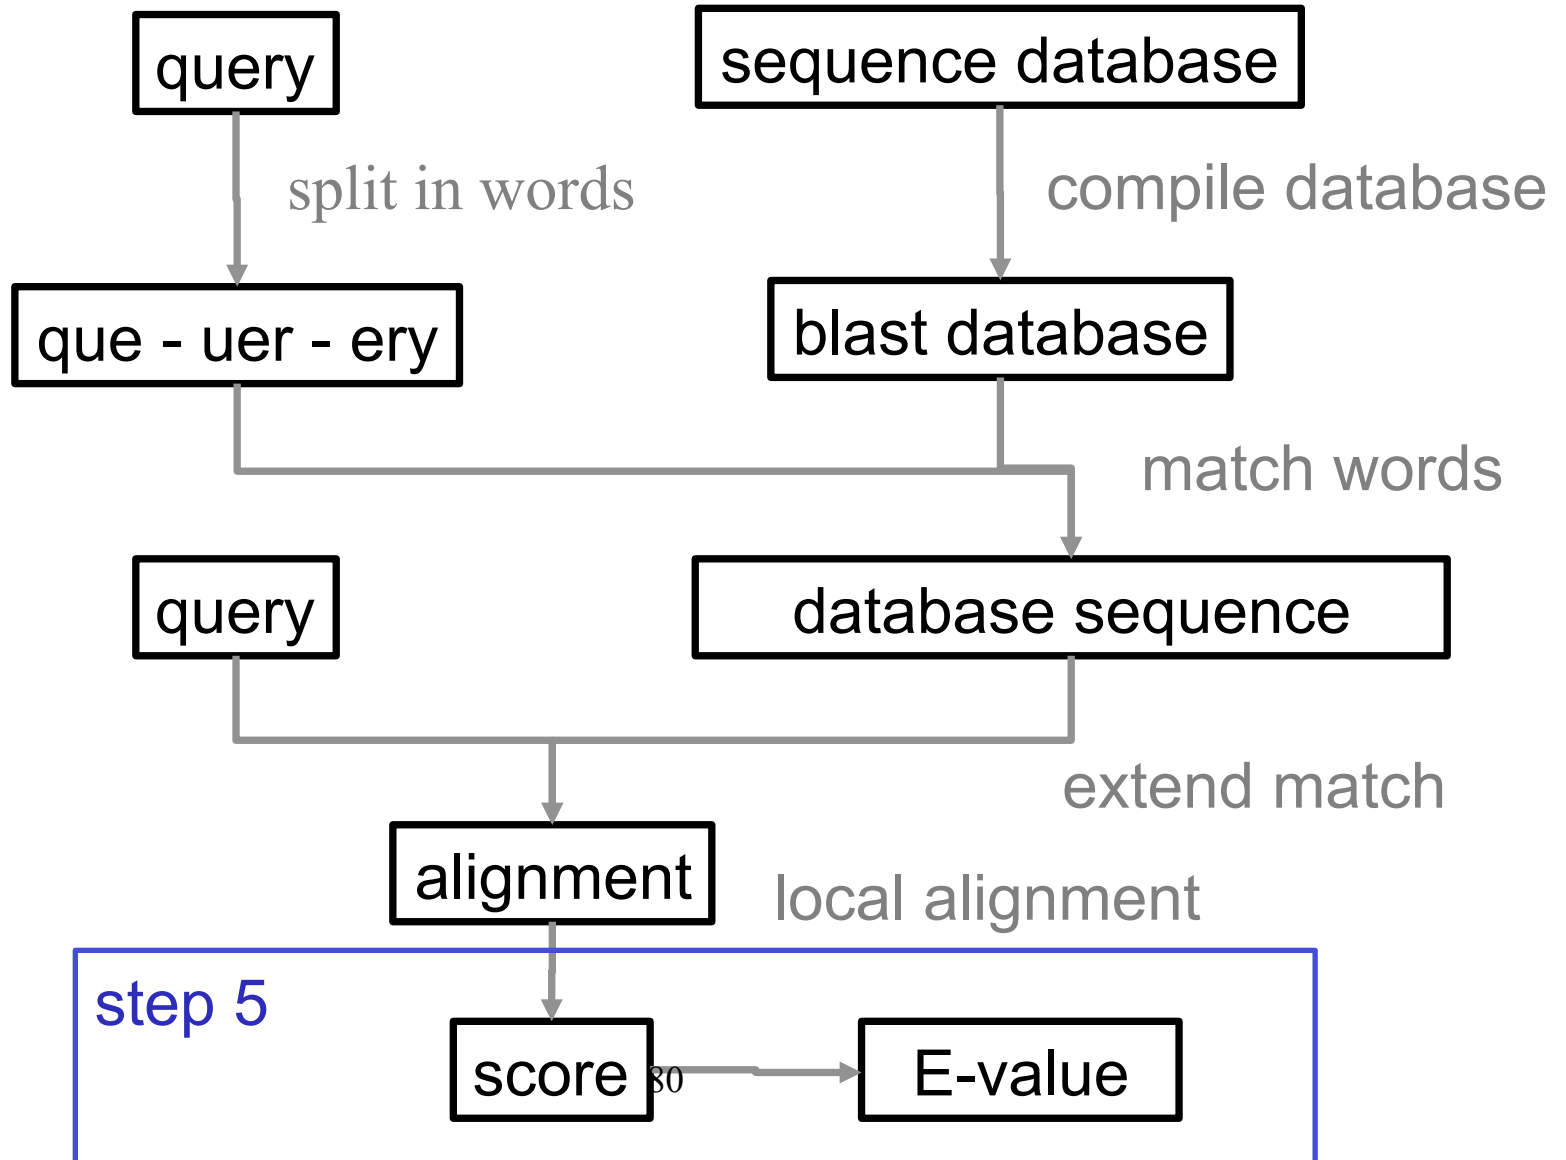 query
sequence database
split in words
compile database
que - uer - ery
blast database
match words
query
database sequence
extend match
alignment
local alignment
step 5
score
80
E-value